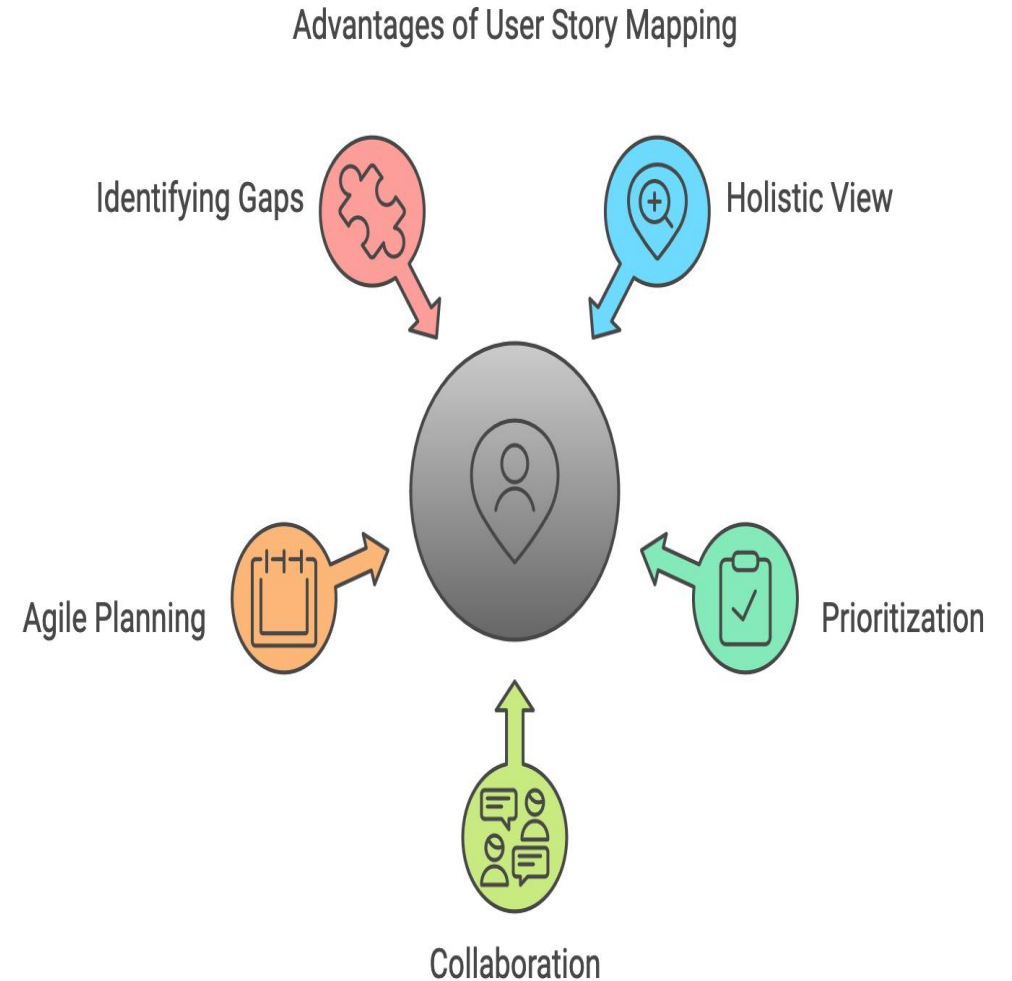 Advantages of User Story Mapping
Identifying Gaps
Holistic View
Agile Planning
Prioritization
Collaboration